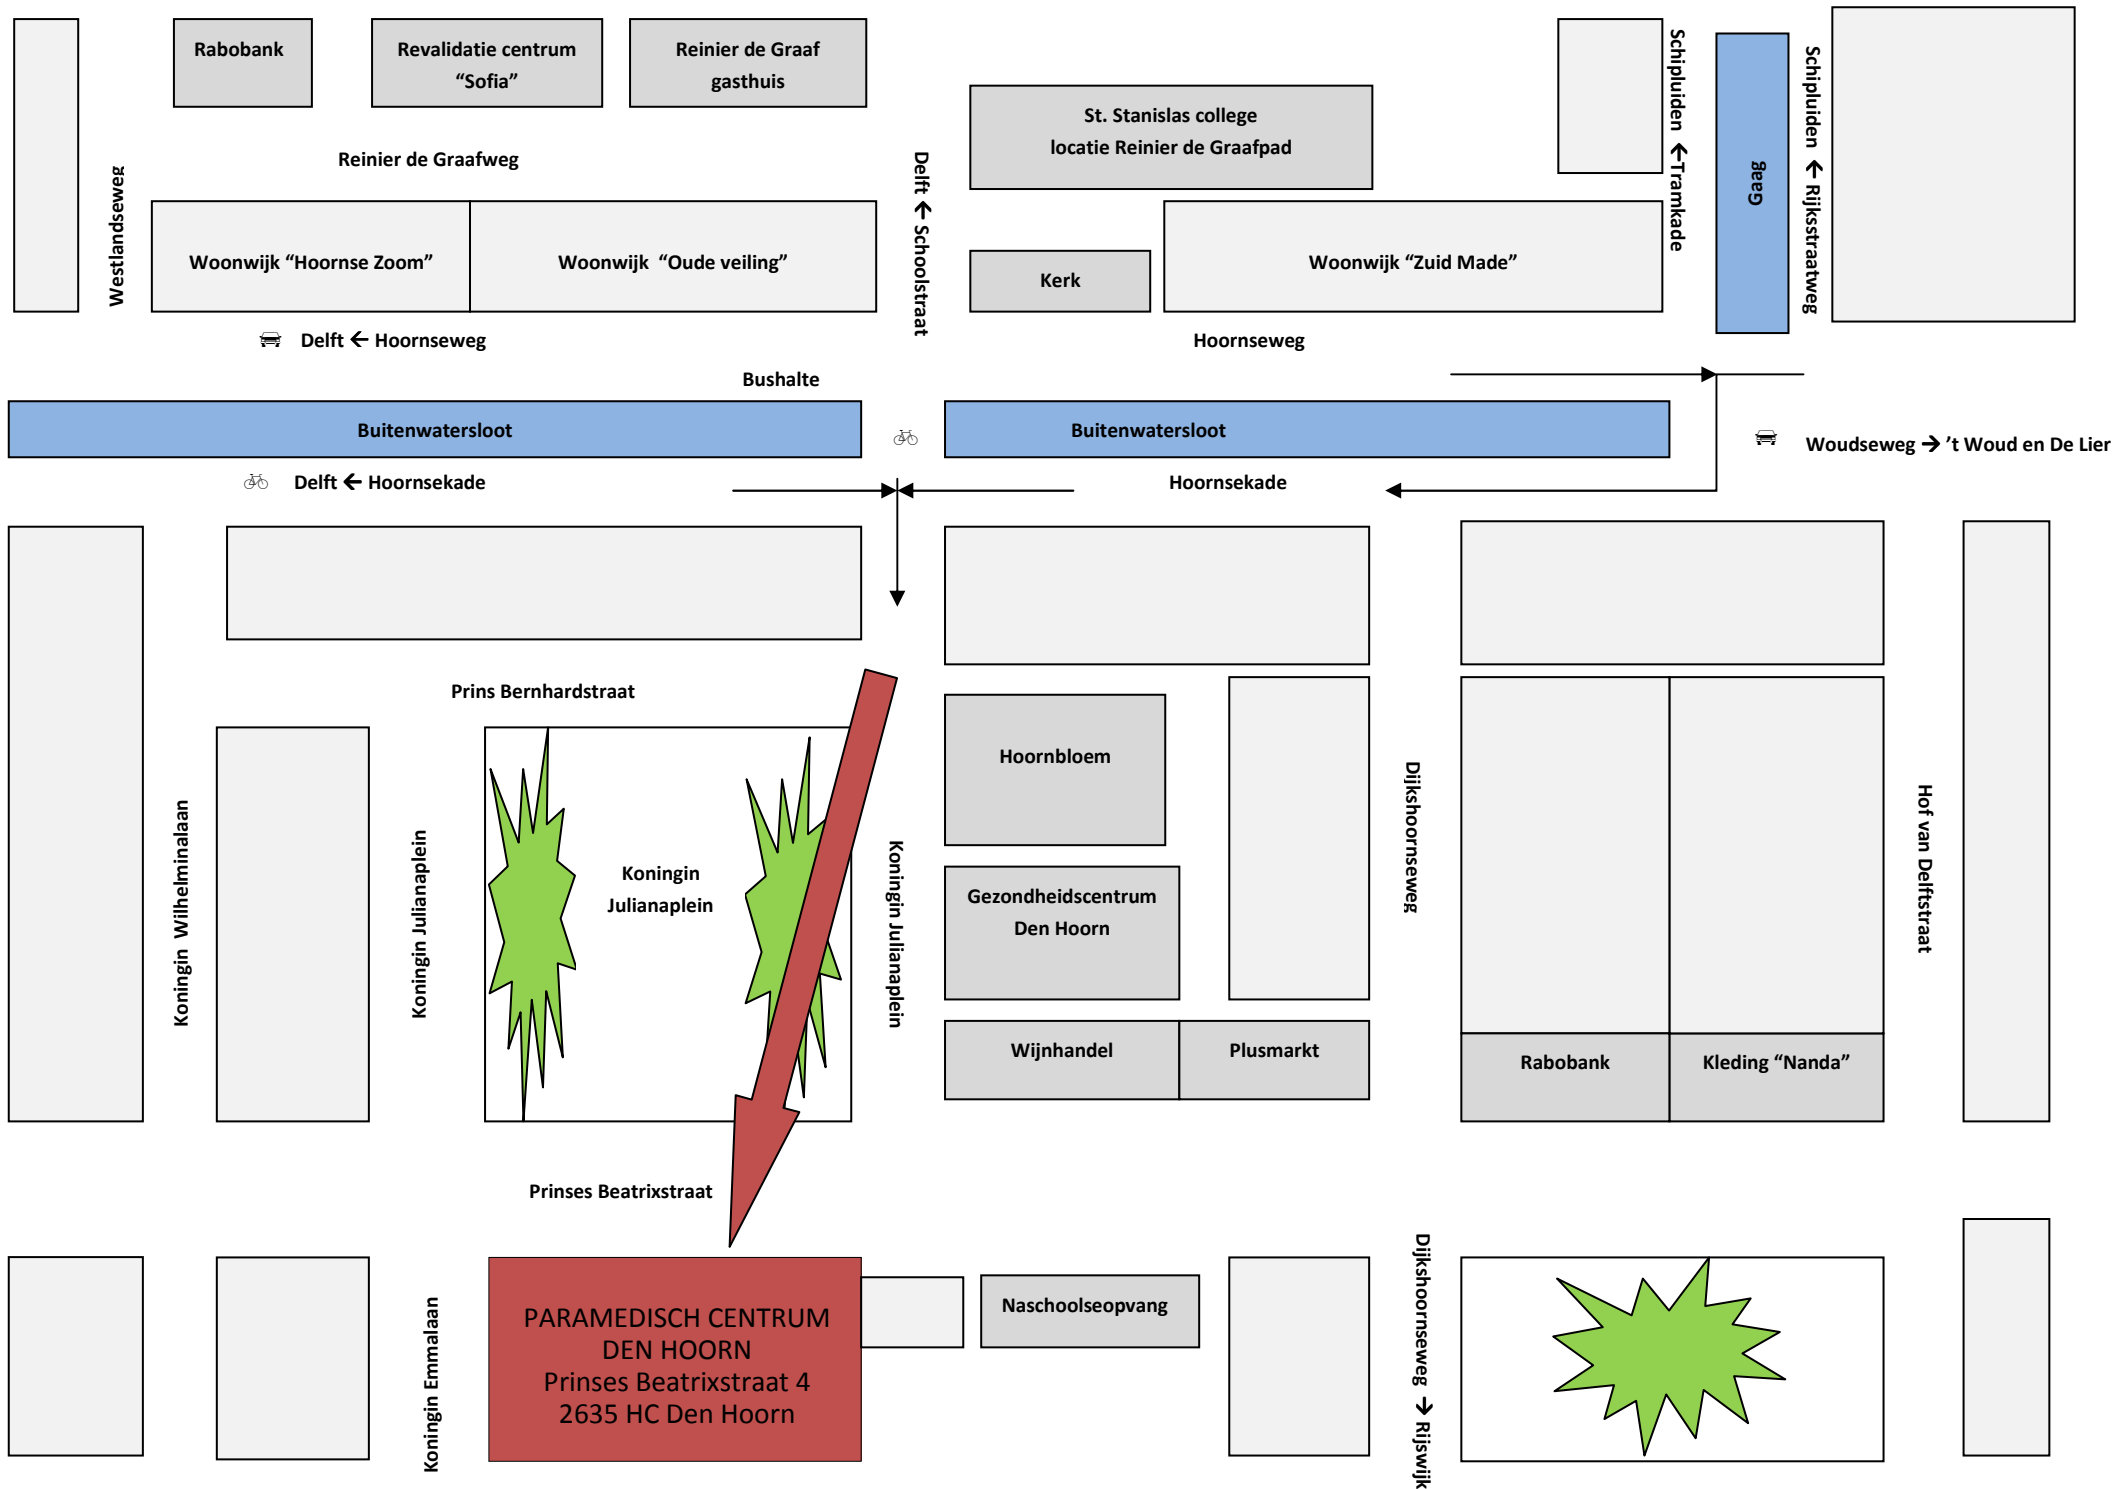 Rabobank
Revalidatie centrum
“Sofia”
Reinier de Graaf
gasthuis
St. Stanislas college
locatie Reinier de Graafpad
Schipluiden ←Tramkade
Gaag
Schipluiden ← Rijksstraatweg
Westlandseweg
Reinier de Graafweg
Delft ← Schoolstraat
Woonwijk “Hoornse Zoom”
Woonwijk “Oude veiling”
Kerk
Woonwijk “Zuid Made”
Delft ← Hoornseweg
Hoornseweg
Bushalte
Buitenwatersloot
Buitenwatersloot
Woudseweg → ’t Woud en De Lier
Delft ← Hoornsekade
Hoornsekade
Prins Bernhardstraat
Koningin Wilhelminalaan
Koningin Julianaplein
Koningin
Julianaplein
Koningin Julianaplein
Hoornbloem
Gezondheidscentrum
Den Hoorn
Dijkshoornseweg
Hof van Delftstraat
Wijnhandel
Plusmarkt
Rabobank
Kleding “Nanda”
Prinses Beatrixstraat
Koningin Emmalaan
PARAMEDISCH CENTRUM
DEN HOORN
Prinses Beatrixstraat 4
2635 HC Den Hoorn
Naschoolseopvang
Dijkshoornseweg → Rijswijk